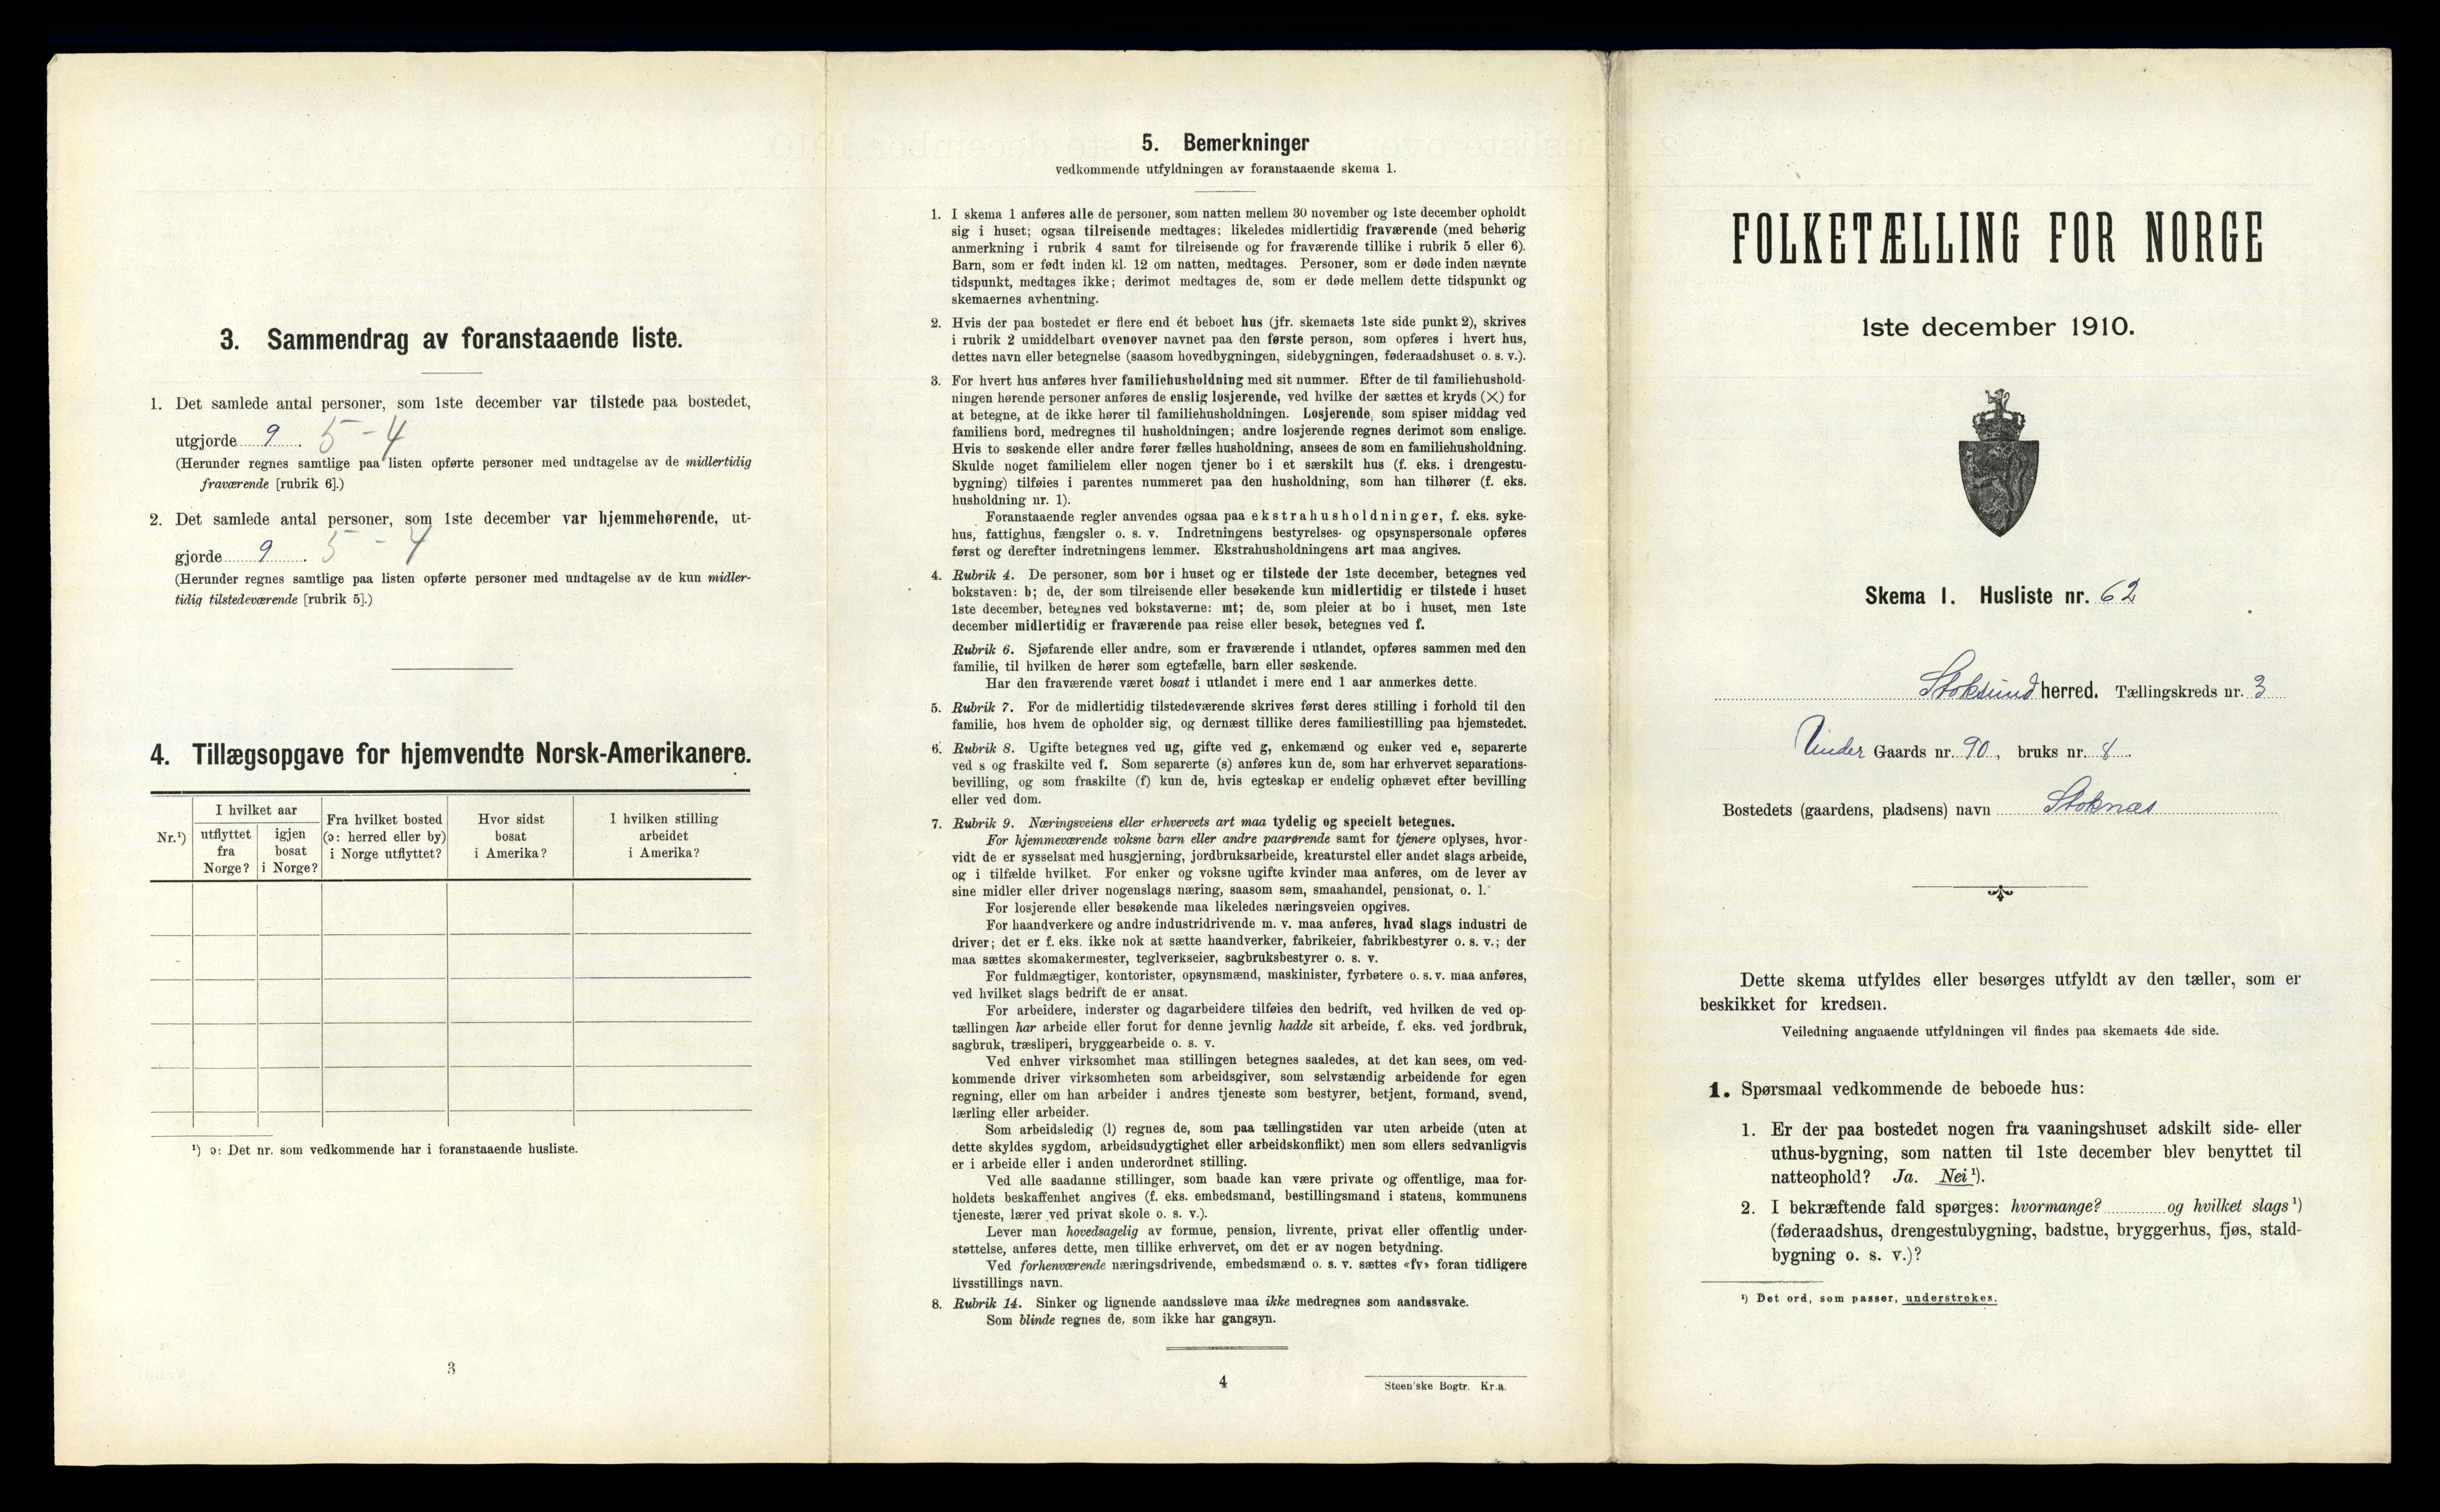 3. Sammendrag av foranstaaende liste.
1. Det samlede antal personer, som 1ste december var tilstede paa bostedet,
utgjorde 9. 5-4
(Herunder regnes samtlige paa listen opførte personer med undtagelse av de midlertidig
fraværende [rubrik 6].)
2. Det samlede antal personer, som 1ste december var hjemmehørende, ut-
gjorde 9. 5-4
(Herunder regnes samtlige paa listen opførte personer med undtagelse av de kun midler-
tidig tilstedeværende [rubrik 5].)
4. Tillægsopgave for hjemvendte Norsk-Amerikanere.
Nr.¹)
I hvilket aar
utflyttet
fra
Norge?
igjen
bosat
i Norge?
Fra hvilket bosted
(ɔ: herred eller by)
i Norge utflyttet?
Hvor sidst
bosat
i Amerika?
I hvilken stilling
arbeidet
i Amerika?
¹) ɔ: Det nr. som vedkommende har i foranstaaende husliste.
3
5. Bemerkninger
vedkommende utfyldningen av foranstaaende skema 1.
1. I skema 1 anføres alle de personer, som natten mellem 30 november og 1ste december opholdt
sig i huset; ogsaa tilreisende medtages; likeledes midlertidig fraværende (med behørig
anmerkning i rubrik 4 samt for tilreisende og for fraværende tillike i rubrik 5 eller 6).
Barn, som er født inden kl. 12 om natten, medtages. Personer, som er døde inden nævnte
tidspunkt, medtages ikke; derimot medtages de, som er døde mellem dette tidspunkt og
skemaernes avhentning.
2. Hvis der paa bostedet er flere end ét beboet hus (jfr. skemaets 1ste side punkt 2), skrives
i rubrik 2 umiddelbart ovenover navnet paa den første person, som opføres i hvert hus,
dettes navn eller betegnelse (saasom hovedbygningen, sidebygningen, føderaadshuset o. s. v.).
3. For hvert hus anføres hver familiehusholdning med sit nummer. Efter de til familiehushold-
ningen hørende personer anføres de enslig losjerende, ved hvilke der sættes et kryds (×) for
at betegne, at de ikke hører til familiehusholdningen. Losjerende, som spiser middag ved
familiens bord, medregnes til husholdningen; andre losjerende regnes derimot som enslige.
Hvis to søskende eller andre fører fælles husholdning, ansees de som en familiehusholdning.
Skulde noget familielem eller nogen tjener bo i et særskilt hus (f. eks. i drengestu-
bygning) tilføies i parentes nummeret paa den husholdning, som han tilhører (f. eks.
husholdning nr. 1).
Foranstaaende regler anvendes ogsaa paa ekstrahusholdninger, f. eks. syke-
hus, fattighus, fængsler o. s. v. Indretningens bestyrelses- og opsynspersonale opføres
først og derefter indretningens lemmer. Ekstrahusholdningens art maa angives.
4. Rubrik 4. De personer, som bor i huset og er tilstede der 1ste december, betegnes ved
bokstaven: b; de, der som tilreisende eller besøkende kun midlertidig er tilstede i huset
1ste december, betegnes ved bokstaverne: mt; de, som pleier at bo i huset, men 1ste
december midlertidig er fraværende paa reise eller besøk, betegnes ved f.
Rubrik 6. Sjøfarende eller andre, som er fraværende i utlandet, opføres sammen med den
familie, til hvilken de hører som egtefælle, barn eller søskende.
Har den fraværende været bosat i utlandet i mere end 1 aar anmerkes dette.
5. Rubrik 7. For de midlertidig tilstedeværende skrives først deres stilling i forhold til den
familie, hos hvem de opholder sig, og dernæst tillike deres familiestilling paa hjemstedet.
6. Rubrik 8. Ugifte betegnes ved ug, gifte ved g, enkemænd og enker ved e, separerte
ved s og fraskilte ved f. Som separerte (s) anføres kun de, som har erhvervet separations-
bevilling, og som fraskilte (f) kun de, hvis egteskap er endelig ophævet efter bevilling
eller ved dom.
7. Rubrik 9. Næringsveiens eller erhvervets art maa tydelig og specielt betegnes.
For hjemmeværende voksne barn eller andre paarørende samt for tjenere oplyses, hvor-
vidt de er sysselsat med husgjerning, jordbruksarbeide, kreaturstel eller andet slags arbeide,
og i tilfælde hvilket. For enker og voksne ugifte kvinder maa anføres, om de lever av
sine midler eller driver nogenslags næring, saasom søm, smaahandel, pensionat, o. l.
For losjerende eller besøkende maa likeledes næringsveien opgives.
For haandverkere og andre industridrivende m. v. maa anføres, hvad slags industri de
driver; det er f. eks. ikke nok at sætte haandverker, fabrikeier, fabrikbestyrer o. s. v.; der
maa sættes skomakermester, teglverkseier, sagbruksbestyrer o. s. v.
For fuldmægtiger, kontorister, opsynsmænd, maskinister, fyrbøtere o. s. v. maa anføres,
ved hvilket slags bedrift de er ansat.
For arbeidere, inderster og dagarbeidere tilføies den bedrift, ved hvilken de ved op-
tællingen har arbeide eller forut for denne jevnlig hadde sit arbeide, f. eks. ved jordbruk,
sagbruk, træsliperi, bryggearbeide o. s. v.
Ved enhver virksomhet maa stillingen betegnes saaledes, at det kan sees, om ved-
kommende driver virksomheten som arbeidsgiver, som selvstændig arbeidende for egen
regning, eller om han arbeider i andres tjeneste som bestyrer, betjent, formand, svend,
lærling eller arbeider.
Som arbeidsledig (l) regnes de, som paa tællingstiden var uten arbeide (uten at
dette skyldes sygdom, arbeidsudygtighet eller arbeidskonflikt) men som ellers sedvanligvis
er i arbeide eller i anden underordnet stilling.
Ved alle saadanne stillinger, som baade kan være private og offentlige, maa for-
holdets beskaffenhet angives (f. eks. embedsmand, bestillingsmand i statens, kommunens
tjeneste, lærer ved privat skole o. s. v.).
Lever man hovedsagelig av formue, pension, livrente, privat eller offentlig under-
støttelse, anføres dette, men tillike erhvervet, om det er av nogen betydning.
Ved forhenværende næringsdrivende, embedsmænd o. s. v. sættes «fv» foran tidligere
livsstillings navn.
8. Rubrik 14. Sinker og lignende aandssløve maa ikke medregnes som aandssvake.
Som blinde regnes de, som ikke har gangsyn.
4
Steen'ske Bogtr. Kr.a.
FOLKETÆLLING FOR NORGE
1ste december 1910.
Skema 1. Husliste nr. 62
Stoksund herred. Tællingskreds nr. 3
Under Gaards nr. 90, bruks nr. 8.
Bostedets (gaardens, pladsens) navn Stoknæs
Dette skema utfyldes eller besørges utfyldt av den tæller, som er
beskikket for kredsen.
Veiledning angaaende utfyldningen vil findes paa skemaets 4de side.
1. Spørsmaal vedkommende de beboede hus:
1. Er der paa bostedet nogen fra vaaningshuset adskilt side- eller
uthus-bygning, som natten til 1ste december blev benyttet til
natteophold? Ja. Nei¹).
2. I bekræftende fald spørges: hvormange? og hvilket slags¹)
(føderaadshus, drengestubygning, badstue, bryggerhus, fjøs, stald-
bygning o. s. v.)?
¹) Det ord, som passer, understrekes.